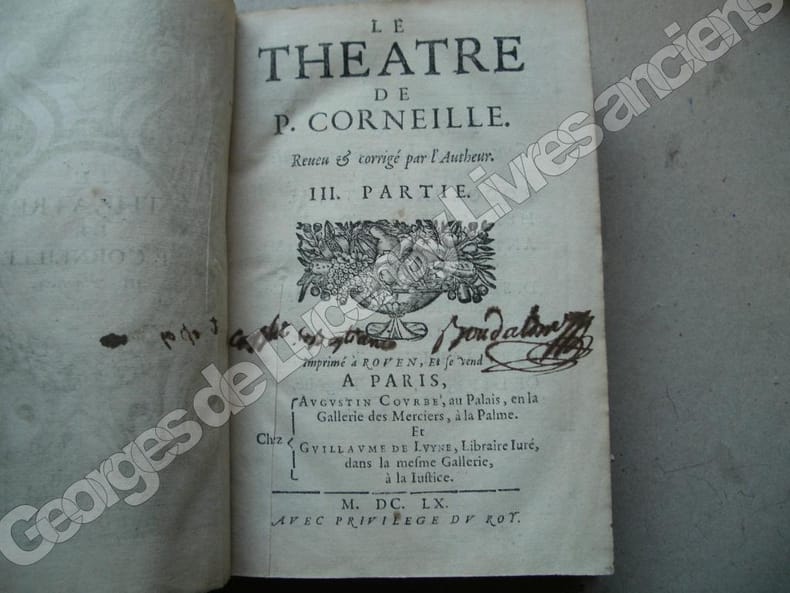 LE
THEATRE
DE
P. CORNEILLE.
Reueu & corrigé par l'Autheur.
III. PARTIE.
Imprimé à ROVEN, Et se vend
A PARIS,
Chez
AVGVSTIN COVRBE', au Palais, en la
Gallerie des Merciers, à la Palme.
Et
GVILLAVME DE LVYNE, Libraire Iuré,
dans la mesme Gallerie,
à la Iustice.
M. DC. LX.
AVEC PRIVILEGE DV ROY.
Georges de Lucenay Livres anciens